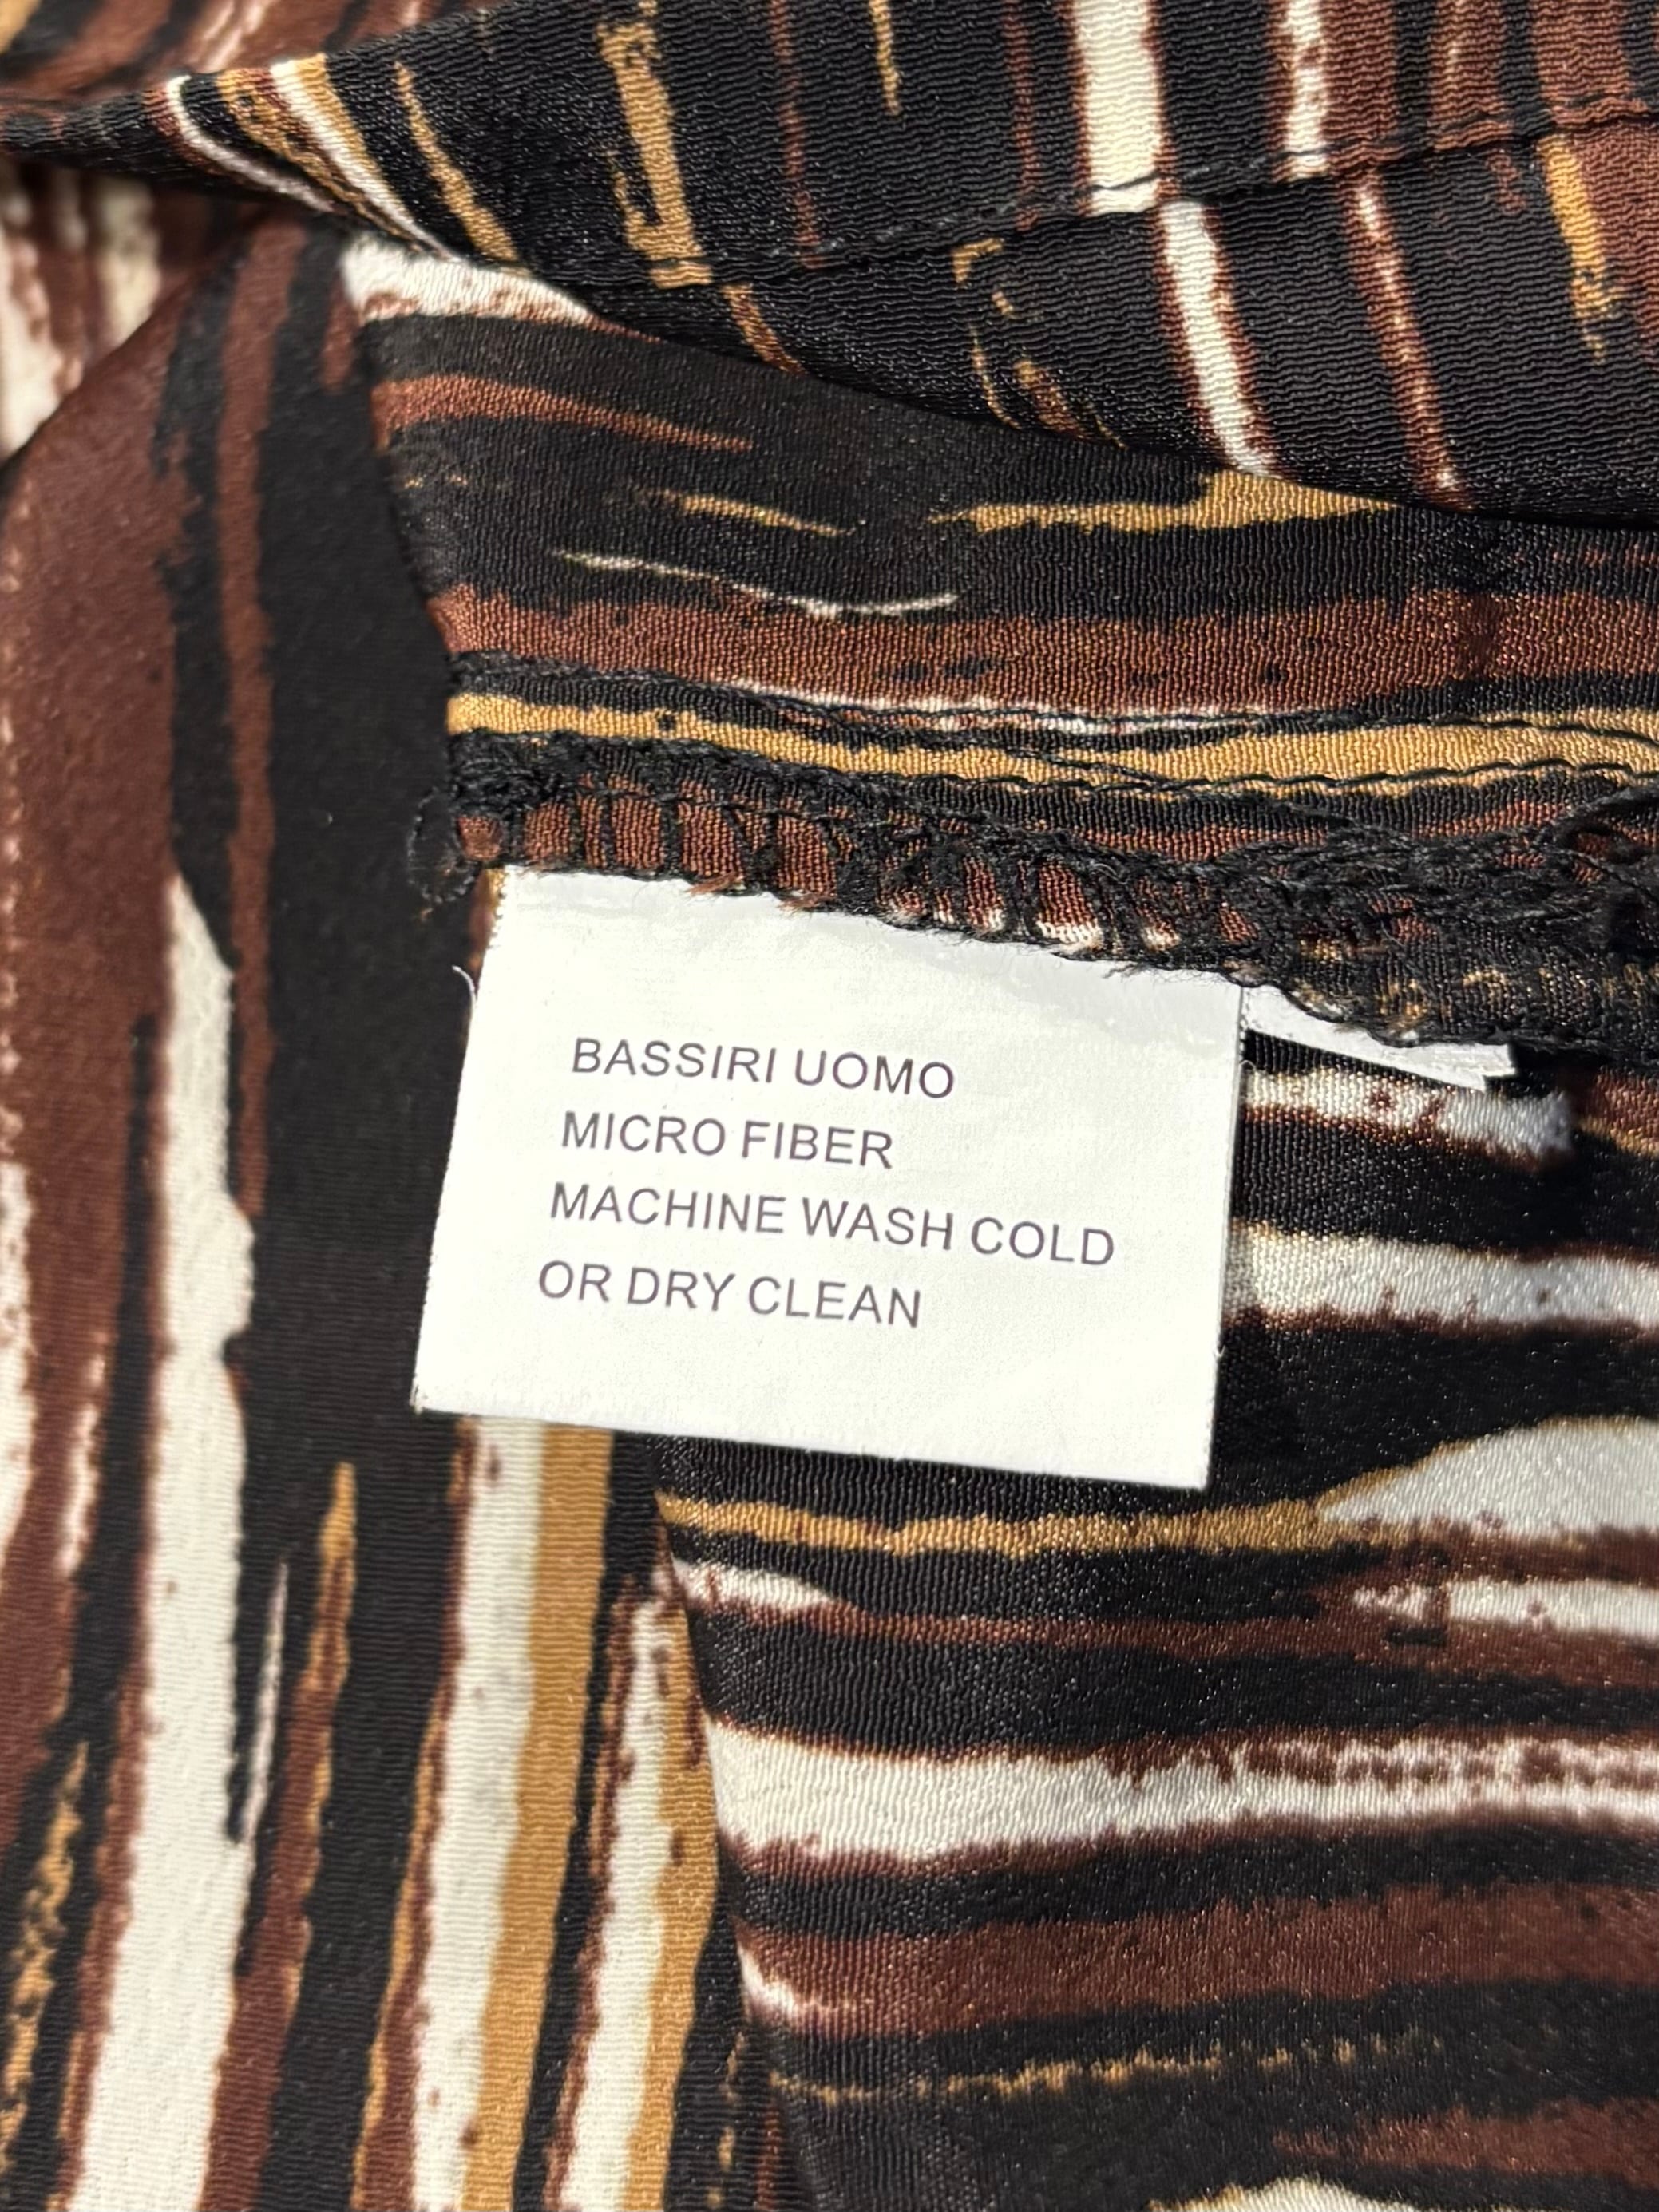 BASSIRI UOMO
MICRO FIBER
MACHINE WASH COLD
OR DRY CLEAN